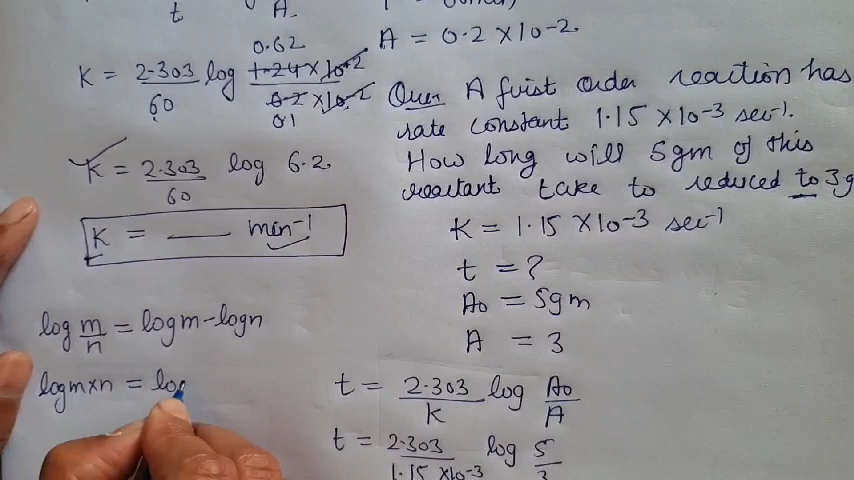 t
A
A = 0.2 × 10-2
0.62
K = 2.303 log 1.24 × 10-2
60 0.2 × 10-2
0.1
K = 2.303 log 6.2
60
K = —— min-1
log m/n = log m - log n
log m×n = lo
Ques A first order reaction has
rate constant 1.15 × 10-3 sec-1.
How long will 5gm of this
reactant take to reduced to 3g
K = 1.15 × 10-3 sec-1
t = ?
A0 = 5gm
A = 3
t = 2.303 log A0
K A
t = 2.303 log 5
1.15 × 10-3 3